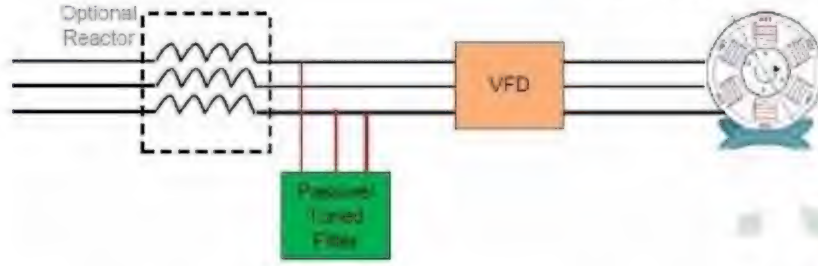 Optional
Reactor
VFD
Passive/
Tuned
Filter